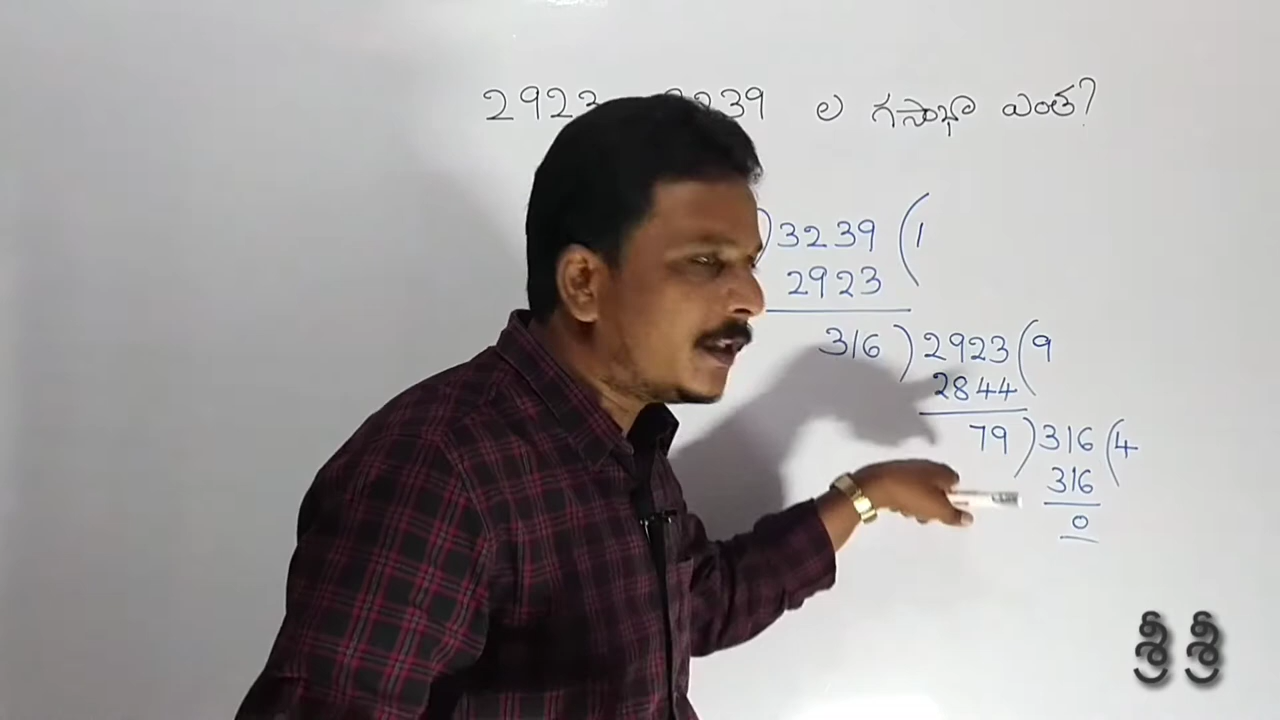 2923 3239 ల గసాభా ఎంత?
) 3239 ( 1
2923
316 ) 2923 ( 9
2844
79 ) 316 ( 4
316
0
శ్రీ శ్రీ